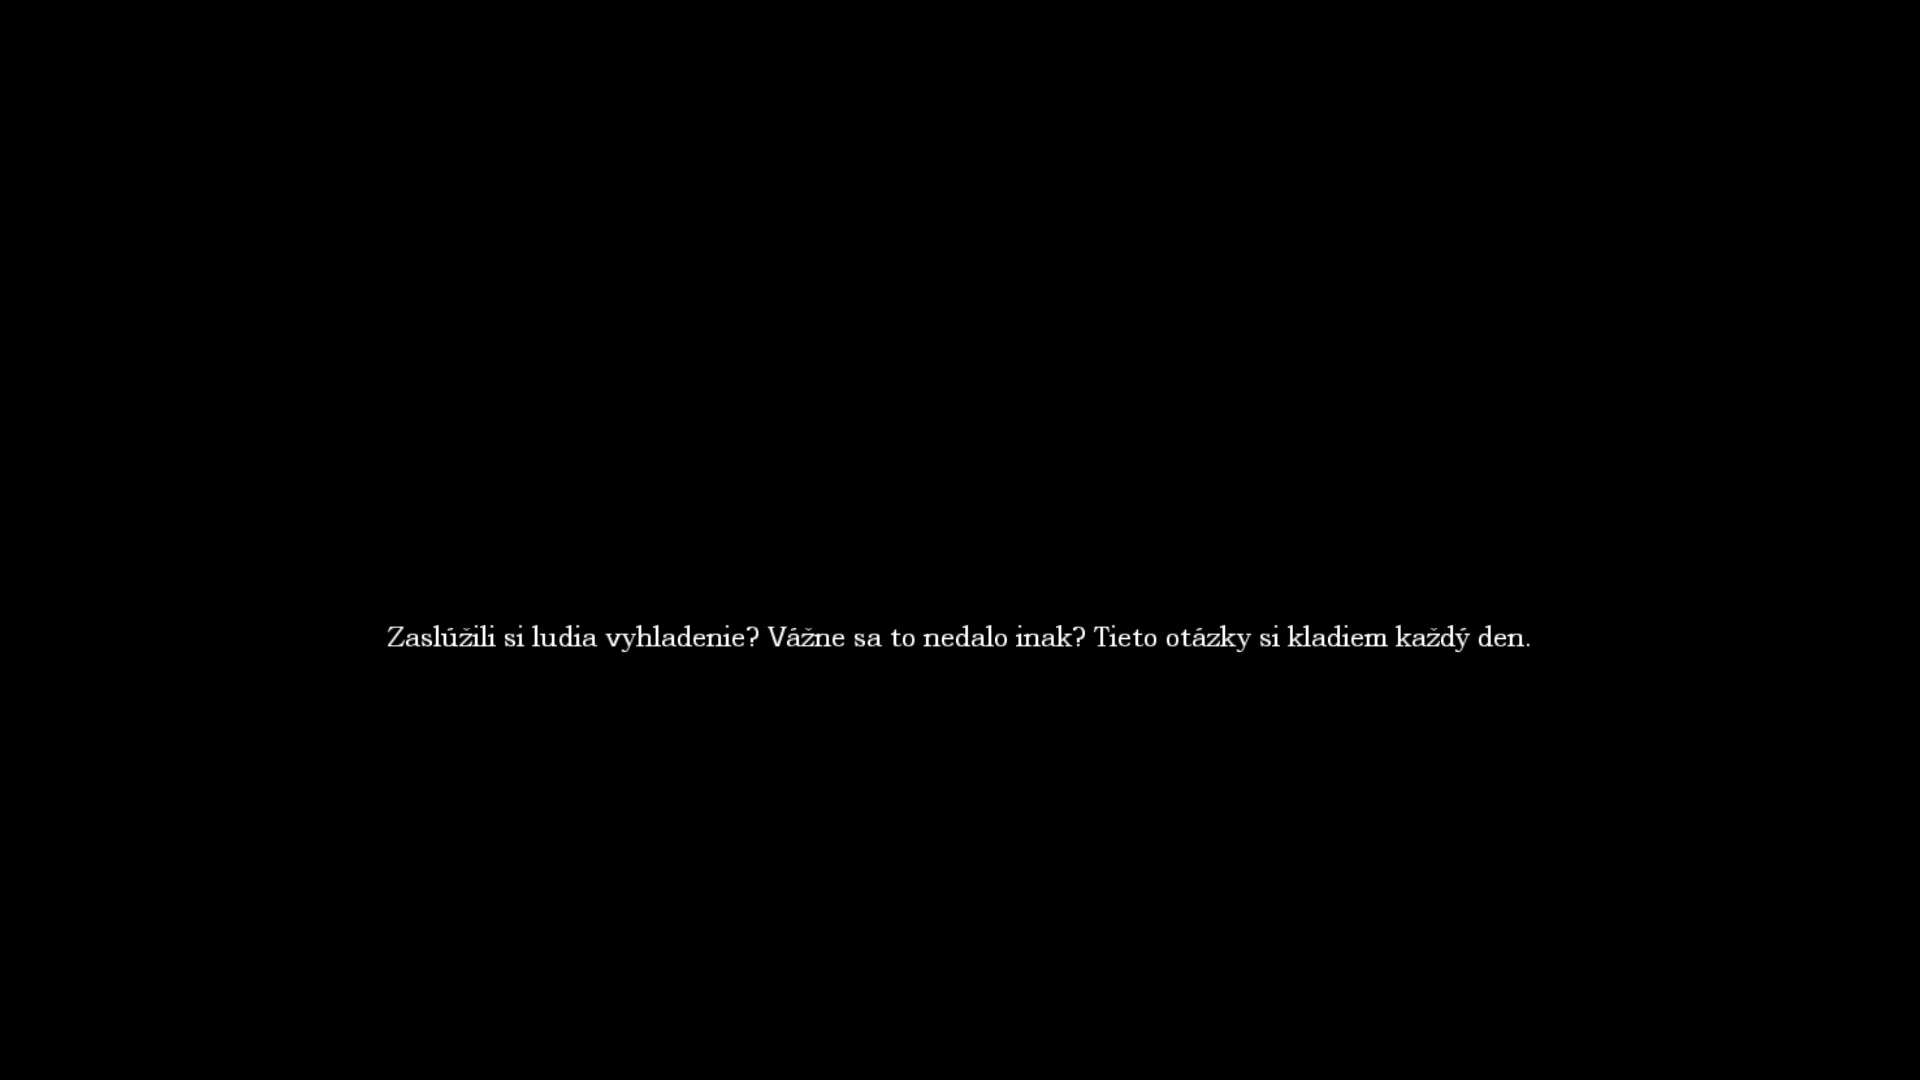 Zaslúžili si ludia vyhladenie? Vážne sa to nedalo inak? Tieto otázky si kladiem každý den.